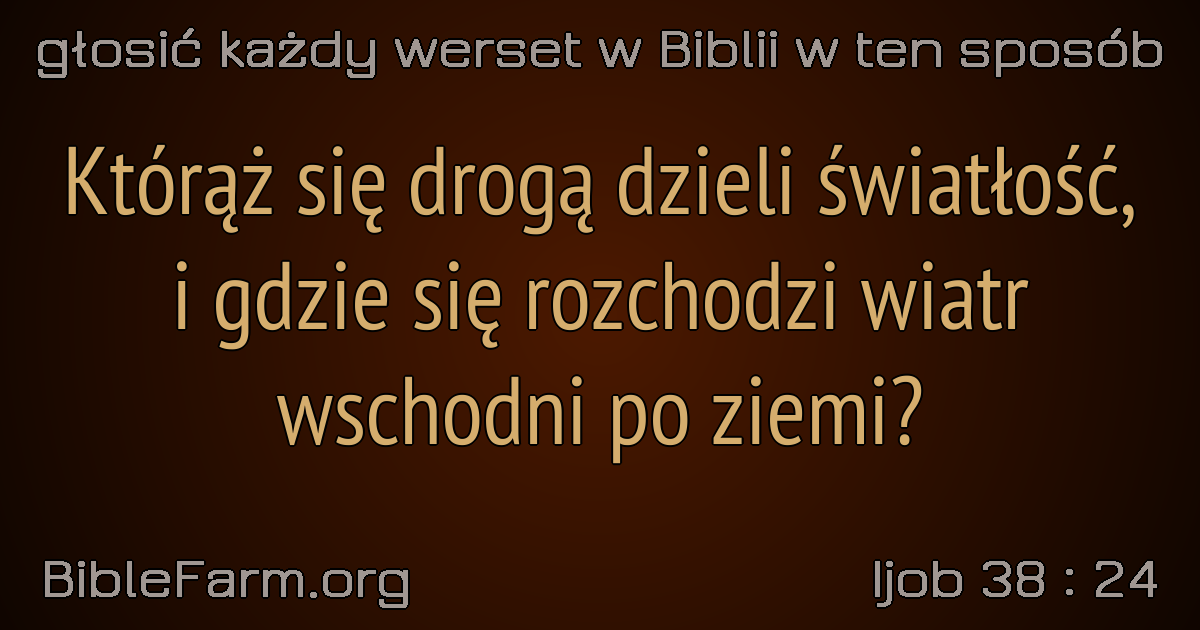 głosić każdy werset w Biblii w ten sposób
Którąż się drogą dzieli światłość,
i gdzie się rozchodzi wiatr
wschodni po ziemi?
BibleFarm.org
Ijob 38 : 24